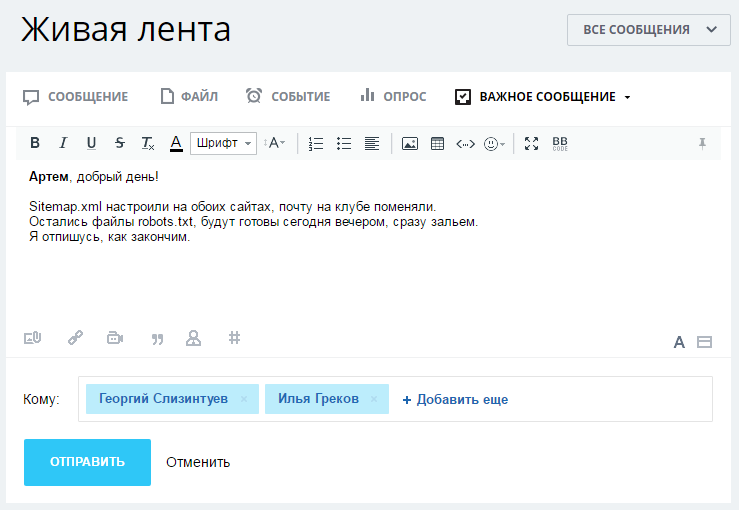 Живая лента
ВСЕ СООБЩЕНИЯ
СООБЩЕНИЕ ФАЙЛ СОБЫТИЕ ОПРОС ВАЖНОЕ СООБЩЕНИЕ
B I U S Tx A Шрифт A BB CODE
Артем, добрый день!
Sitemap.xml настроили на обоих сайтах, почту на клубе поменяли.
Остались файлы robots.txt, будут готовы сегодня вечером, сразу зальем.
Я отпишусь, как закончим.
A
Кому: Георгий Слизинтуев × Илья Греков × + Добавить еще
ОТПРАВИТЬ Отменить